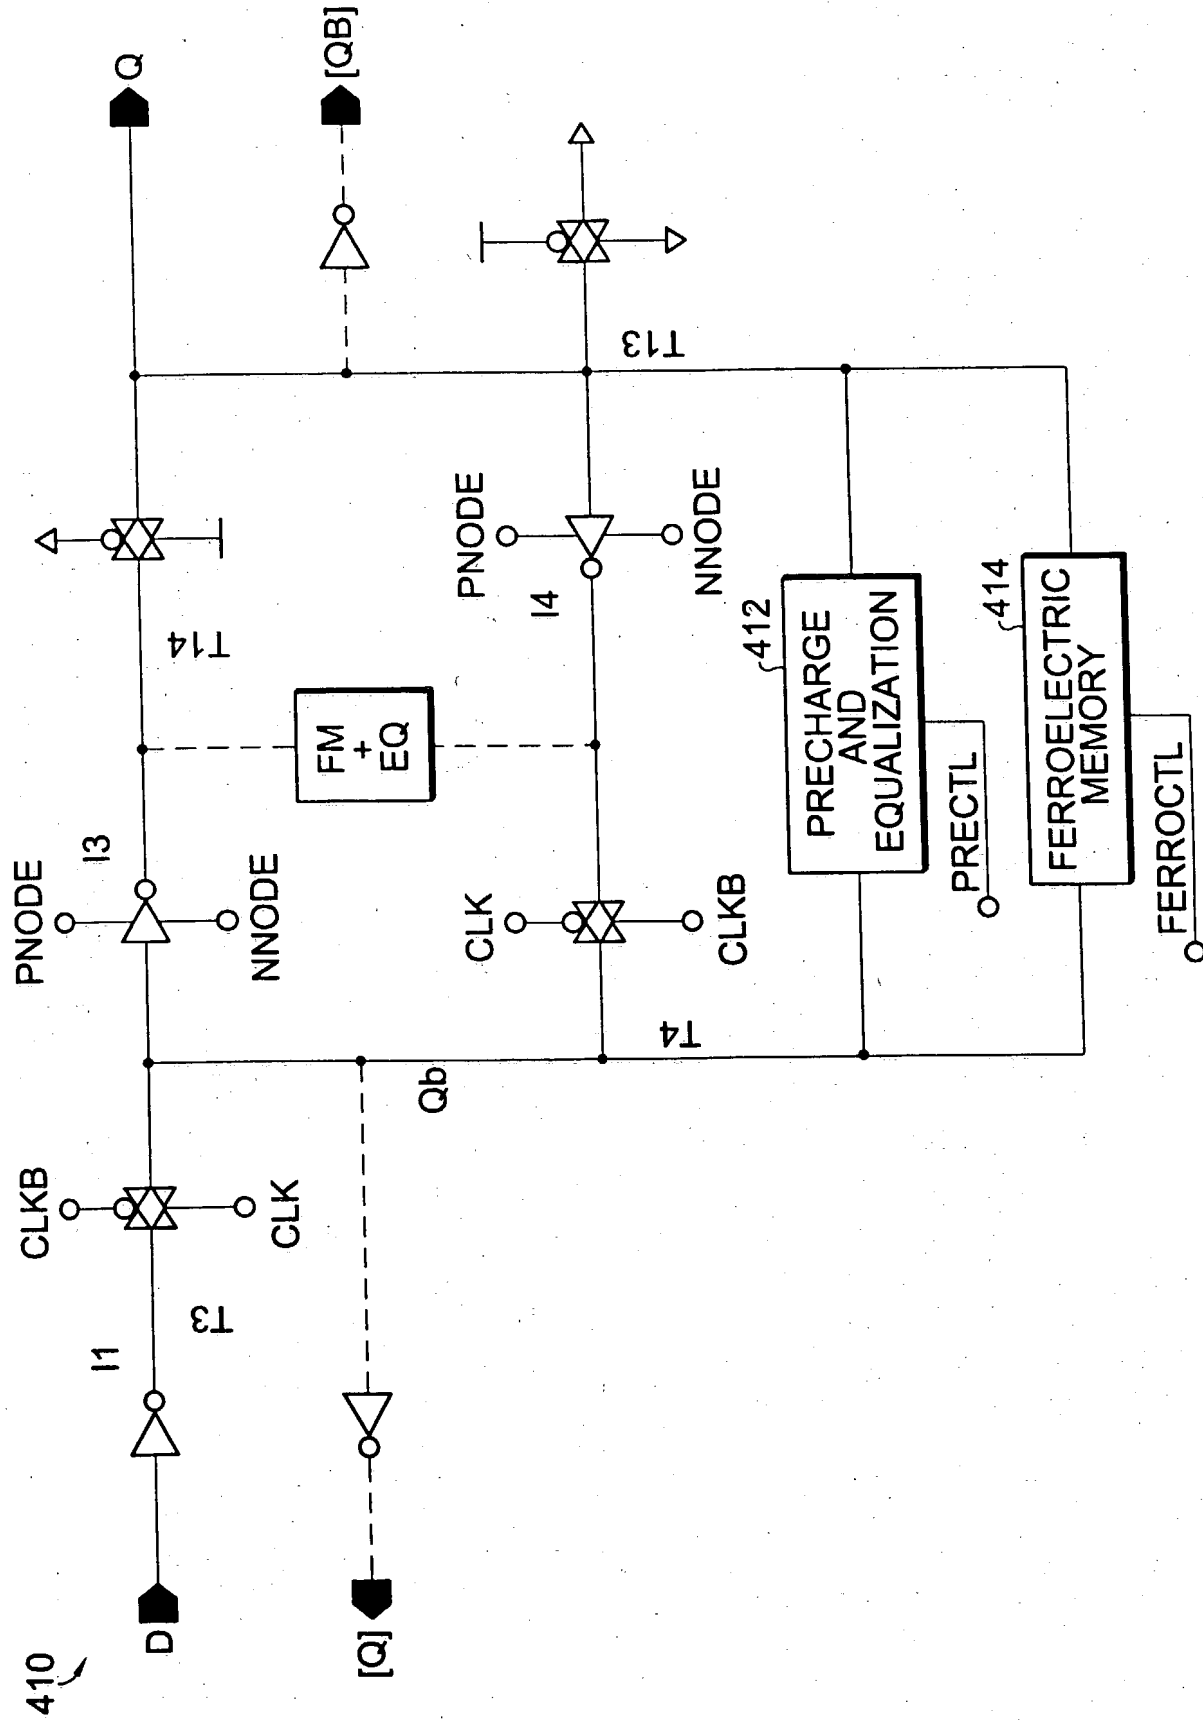 410
D
I1
T3
CLKB
CLK
[Q]
Qb
T4
PNODE
I3
NNODE
CLK
CLKB
FM
+
EQ
T14
PNODE
I4
NNODE
T13
Q
[QB]
412
PRECHARGE
AND
EQUALIZATION
PRECTL
414
FERROELECTRIC
MEMORY
FERROCTL